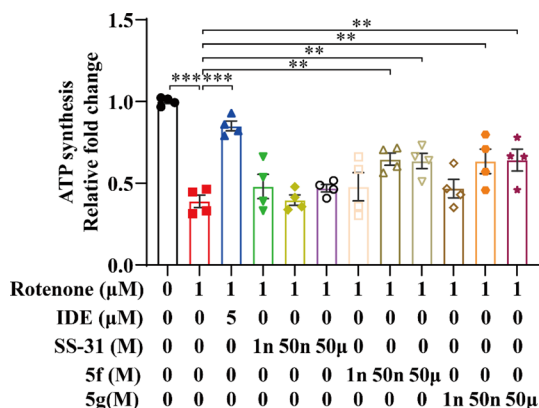 1.5
**
**
**
**
******
1.0
0.5
0.0
ATP synthesis
Relative fold change
Rotenone (μM) 0 1 1 1 1 1 1 1 1 1 1 1
IDE (μM) 0 0 5 0 0 0 0 0 0 0 0 0
SS-31 (M) 0 0 0 1n 50n 50μ 0 0 0 0 0 0
5f (M) 0 0 0 0 0 0 1n 50n 50μ 0 0 0
5g(M) 0 0 0 0 0 0 0 0 0 1n 50n 50μ